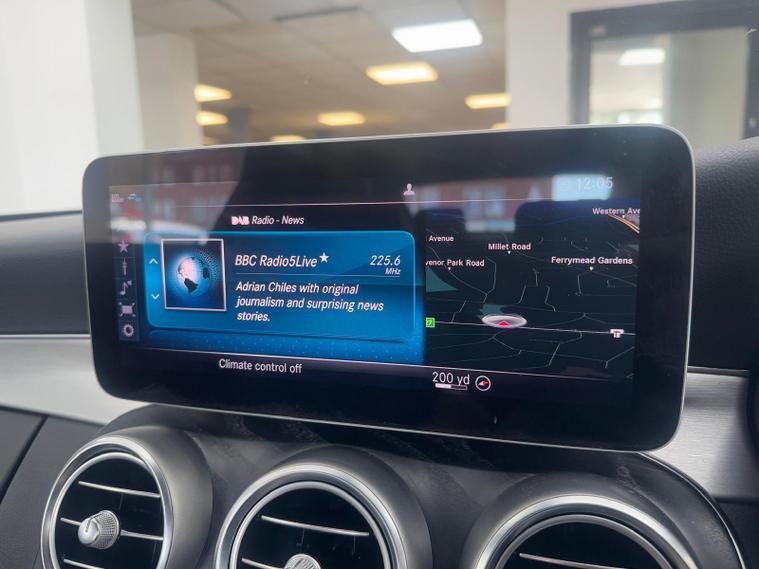 12:05
DAB Radio - News
BBC Radio5Live
225.6
MHz
Adrian Chiles with original
journalism and surprising news
stories.
Western Ave
Avenue
Millet Road
venor Park Road
Ferrymead Gardens
Climate control off
200 yd